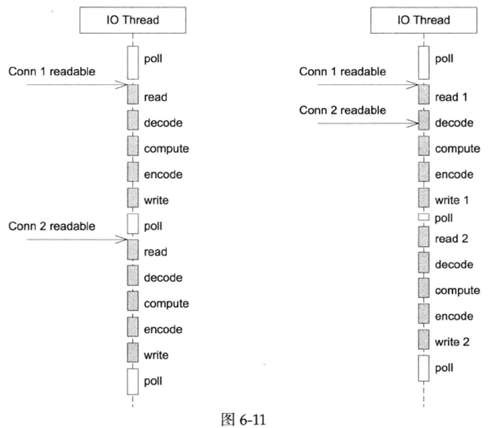 IO Thread
poll
Conn 1 readable
read
decode
compute
encode
write
poll
Conn 2 readable
read
decode
compute
encode
write
poll
IO Thread
poll
Conn 1 readable
read 1
Conn 2 readable
decode
compute
encode
write 1
poll
read 2
decode
compute
encode
write 2
poll
图 6-11